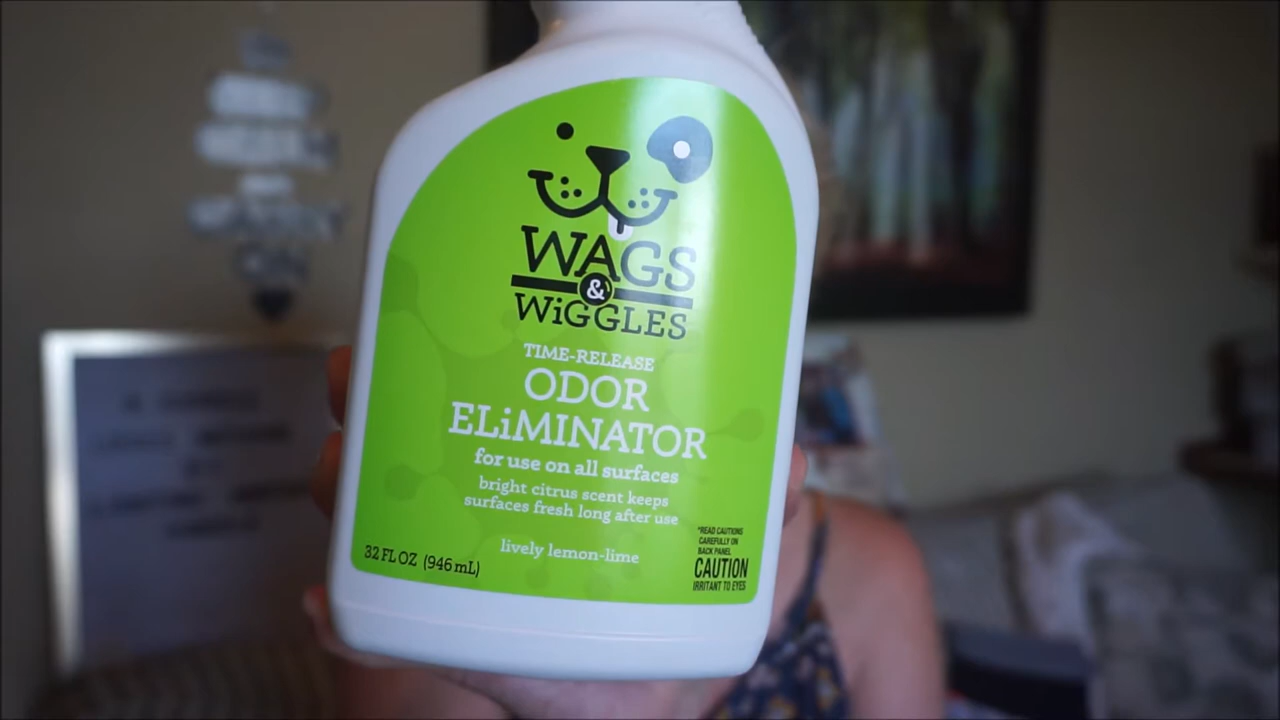 WAGS
&
WiGGLES
TIME-RELEASE
ODOR
ELiMINATOR
for use on all surfaces
bright citrus scent keeps
surfaces fresh long after use
lively lemon-lime
32 FL OZ (946 mL)
*READ CAUTIONS
CAREFULLY ON
BACK PANEL
CAUTION
IRRITANT TO EYES